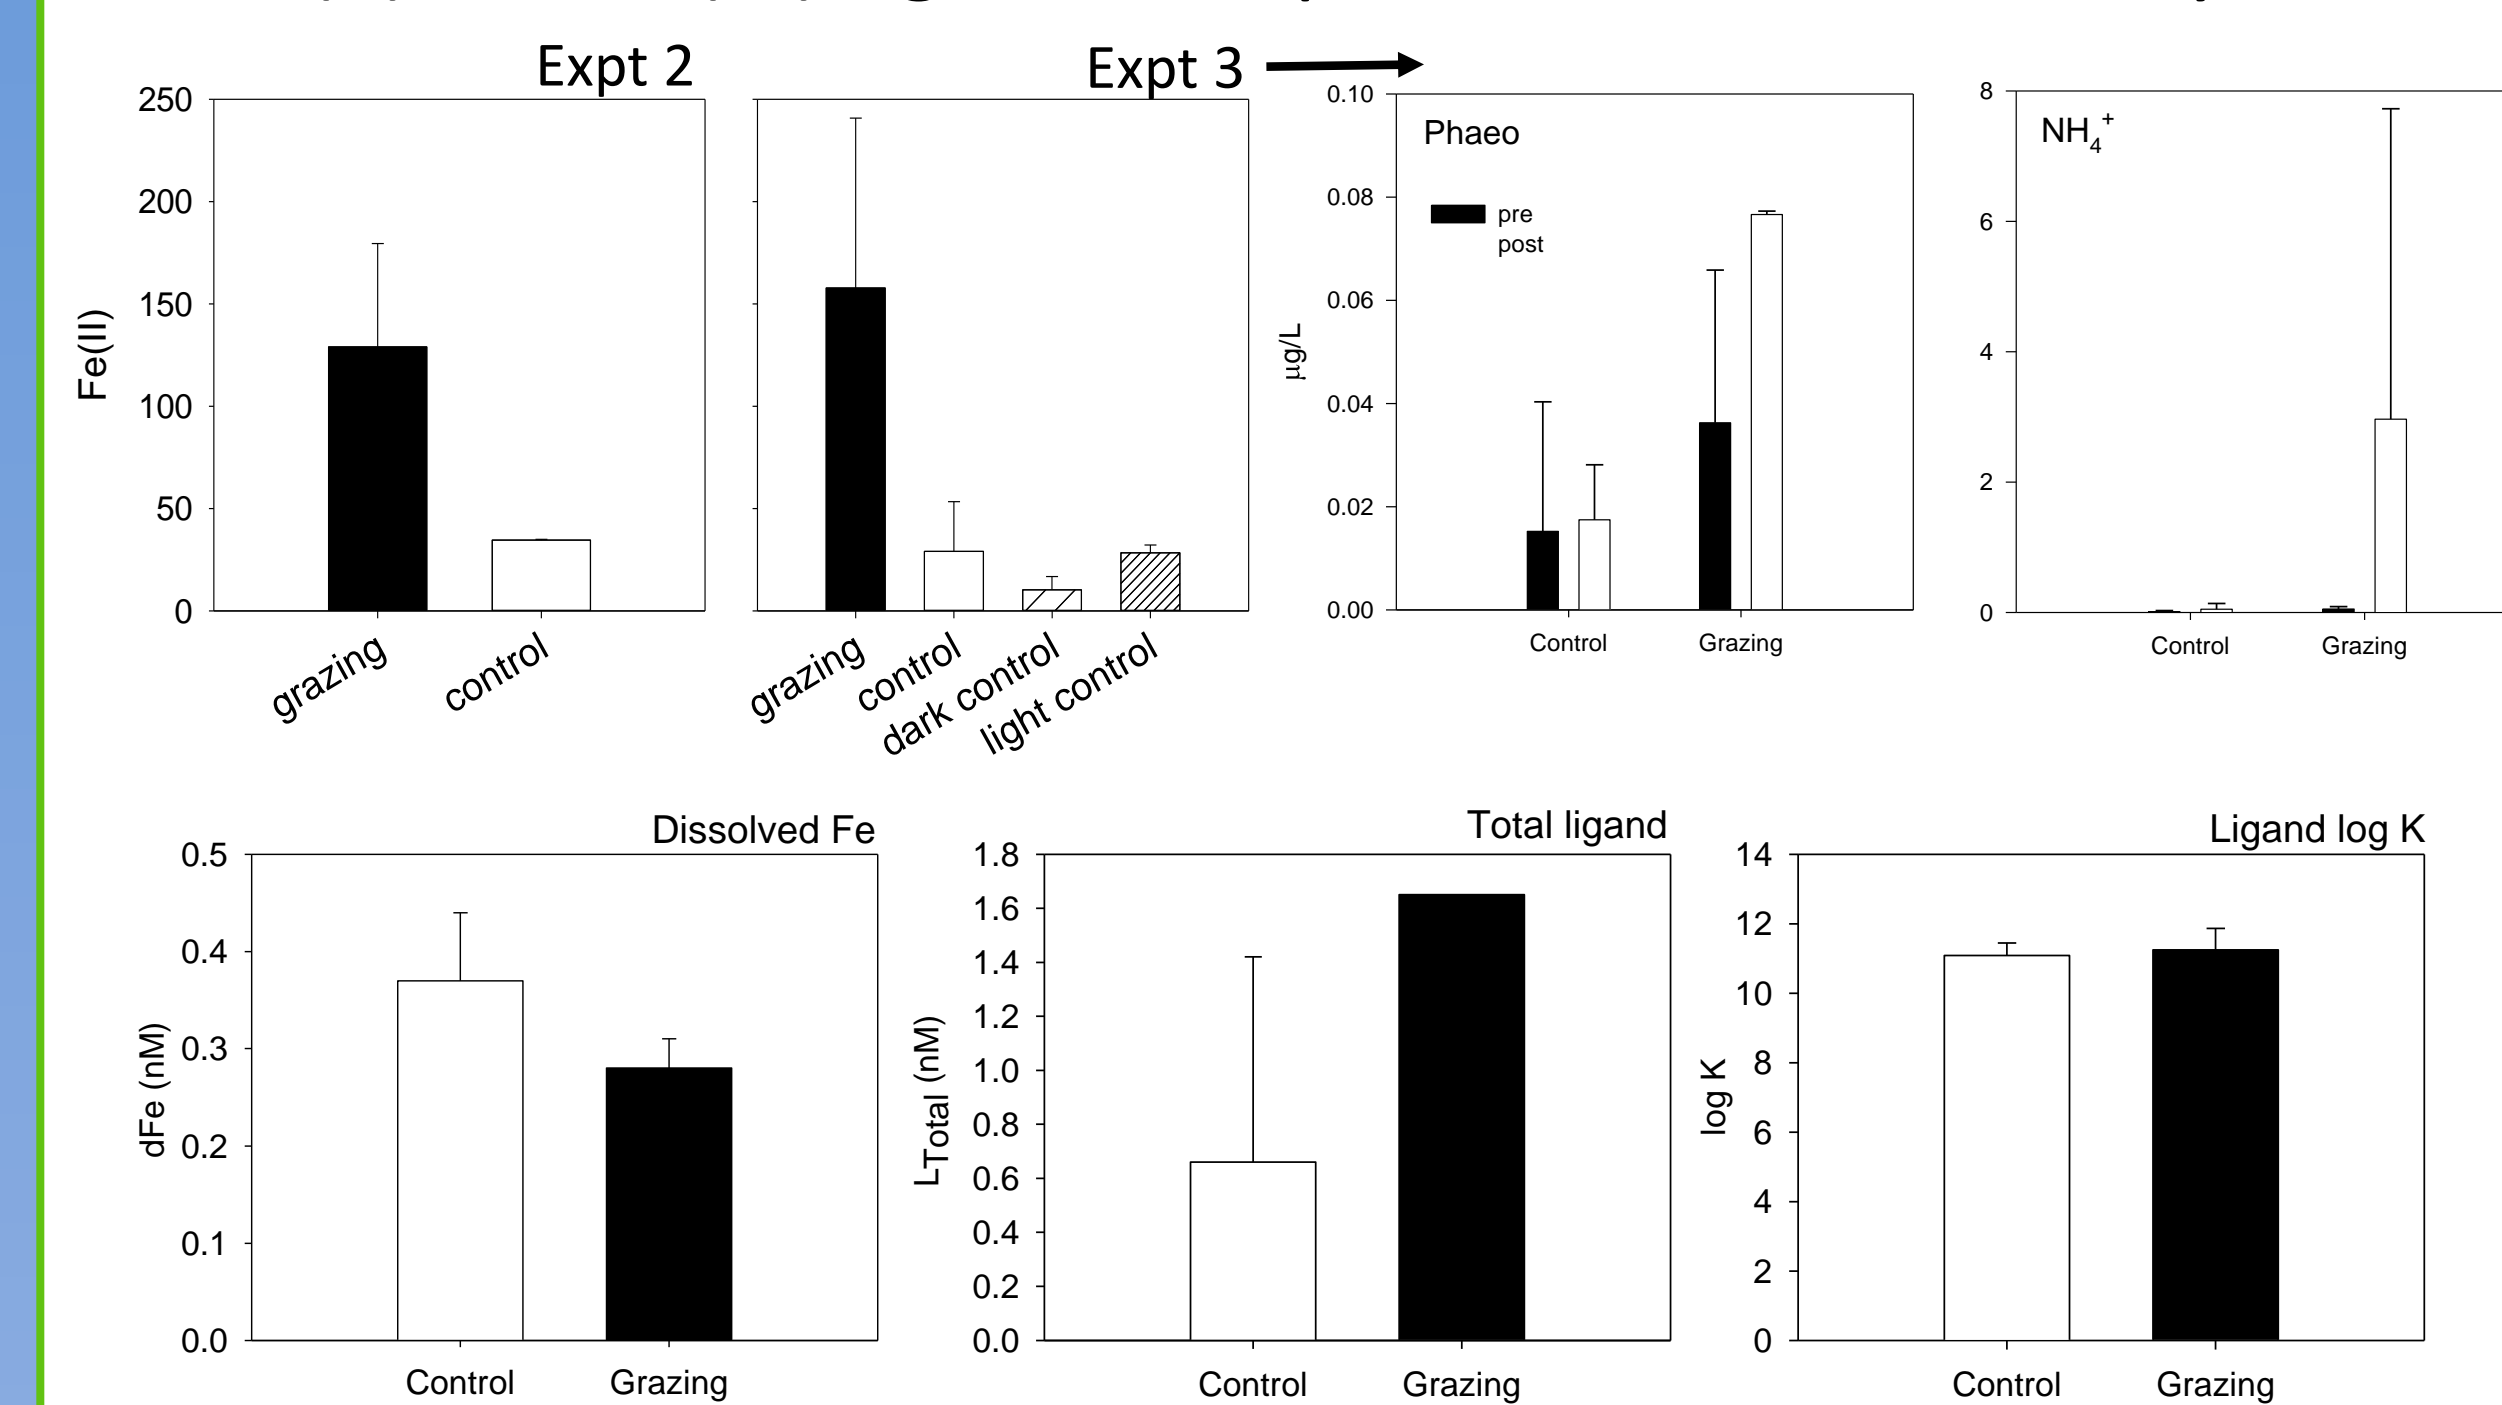 Expt 2
250
200
150
100
50
0
Fe(II)
grazing
control
Expt 3
grazing
control
dark control
light control
0.10
0.08
0.06
0.04
0.02
0.00
µg/L
Phaeo
pre
post
Control
Grazing
8
6
4
2
0
NH4+
Control
Grazing
Dissolved Fe
0.5
0.4
0.3
0.2
0.1
0.0
dFe (nM)
Control
Grazing
Total ligand
1.8
1.6
1.4
1.2
1.0
0.8
0.6
0.4
0.2
0.0
LTotal (nM)
Control
Grazing
Ligand log K
14
12
10
8
6
4
2
0
log K
Control
Grazing